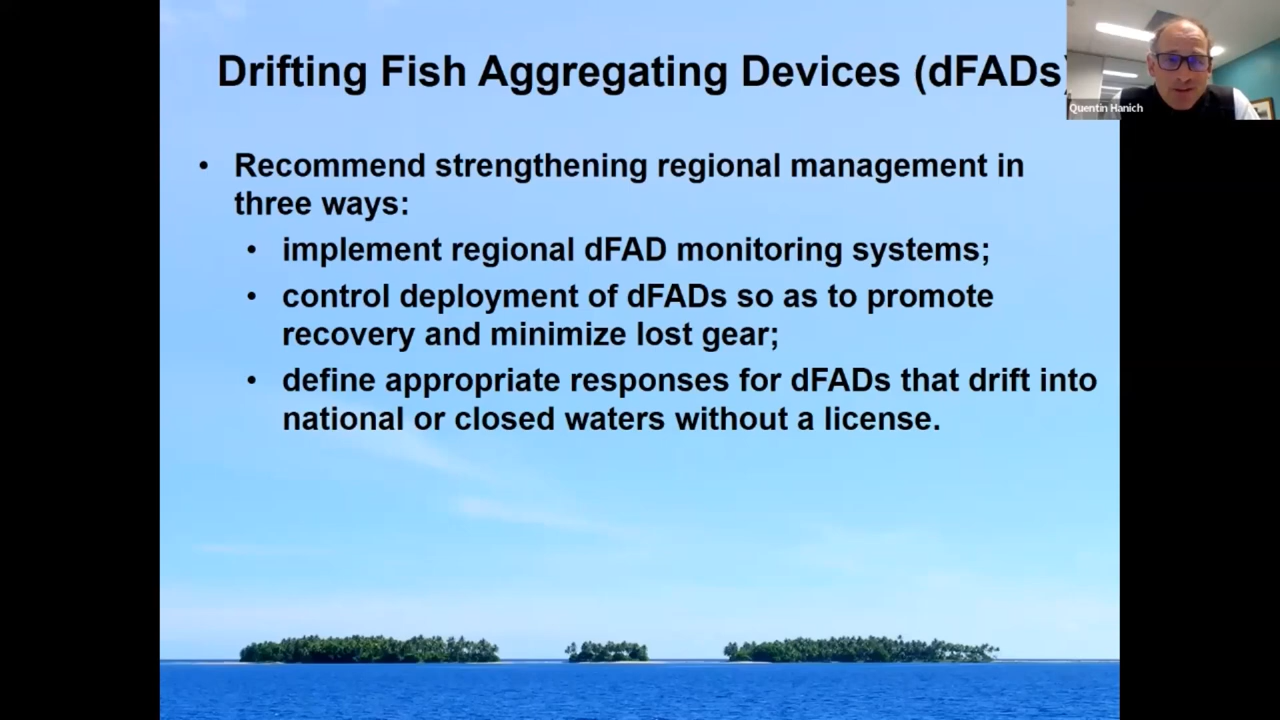 Drifting Fish Aggregating Devices (dFADs)
Quentin Hanich
• Recommend strengthening regional management in
three ways:
• implement regional dFAD monitoring systems;
• control deployment of dFADs so as to promote
recovery and minimize lost gear;
• define appropriate responses for dFADs that drift into
national or closed waters without a license.